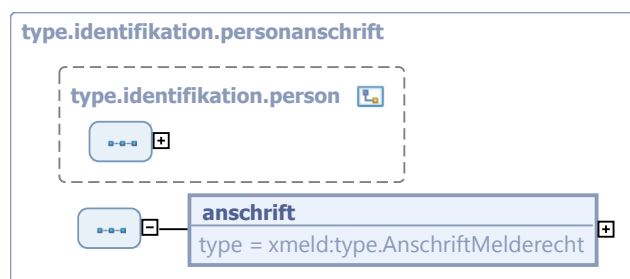 type.identifikation.personanschrift
type.identifikation.person
anschrift
type = xmeld:type.AnschriftMelderecht